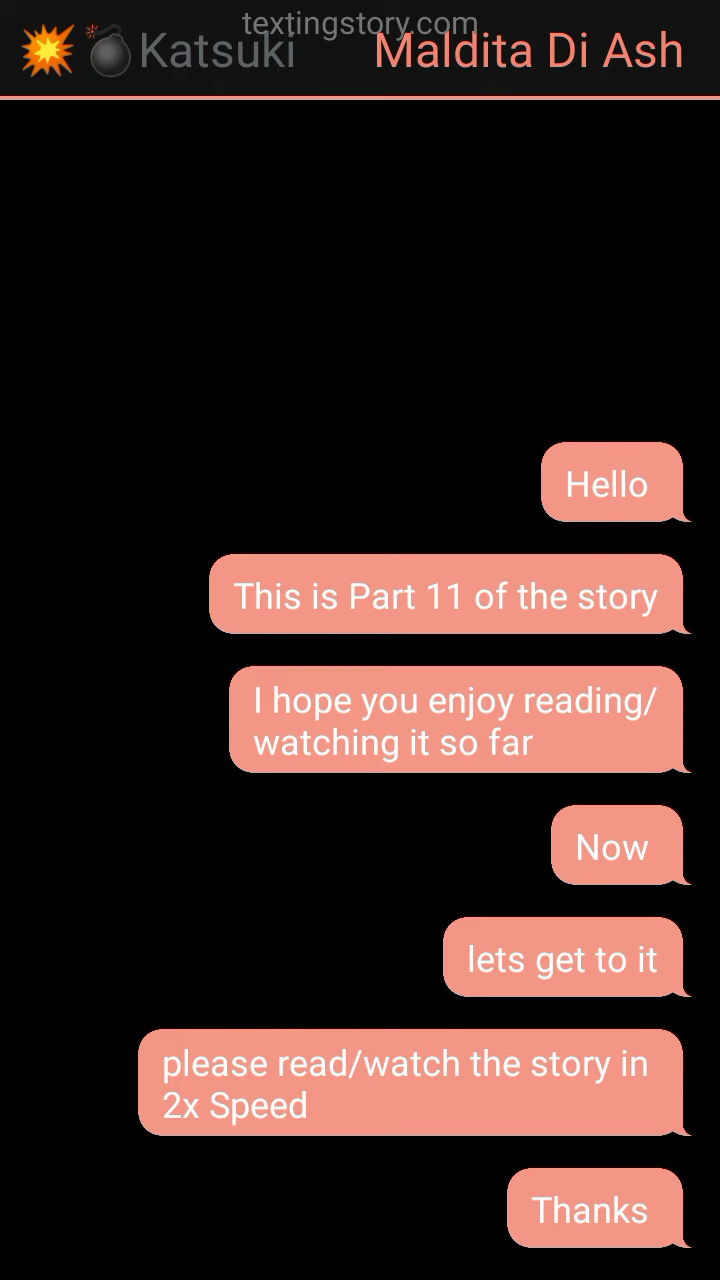 textingstory.com
💥💣Katsuki Maldita Di Ash
Hello
This is Part 11 of the story
I hope you enjoy reading/
watching it so far
Now
lets get to it
please read/watch the story in
2x Speed
Thanks